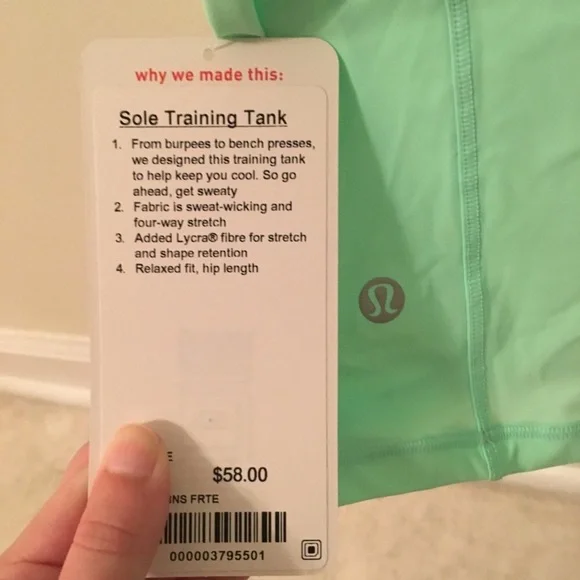 why we made this:
Sole Training Tank
1. From burpees to bench presses,
we designed this training tank
to help keep you cool. So go
ahead, get sweaty
2. Fabric is sweat-wicking and
four-way stretch
3. Added Lycra® fibre for stretch
and shape retention
4. Relaxed fit, hip length
$58.00
FRTE
000003795501